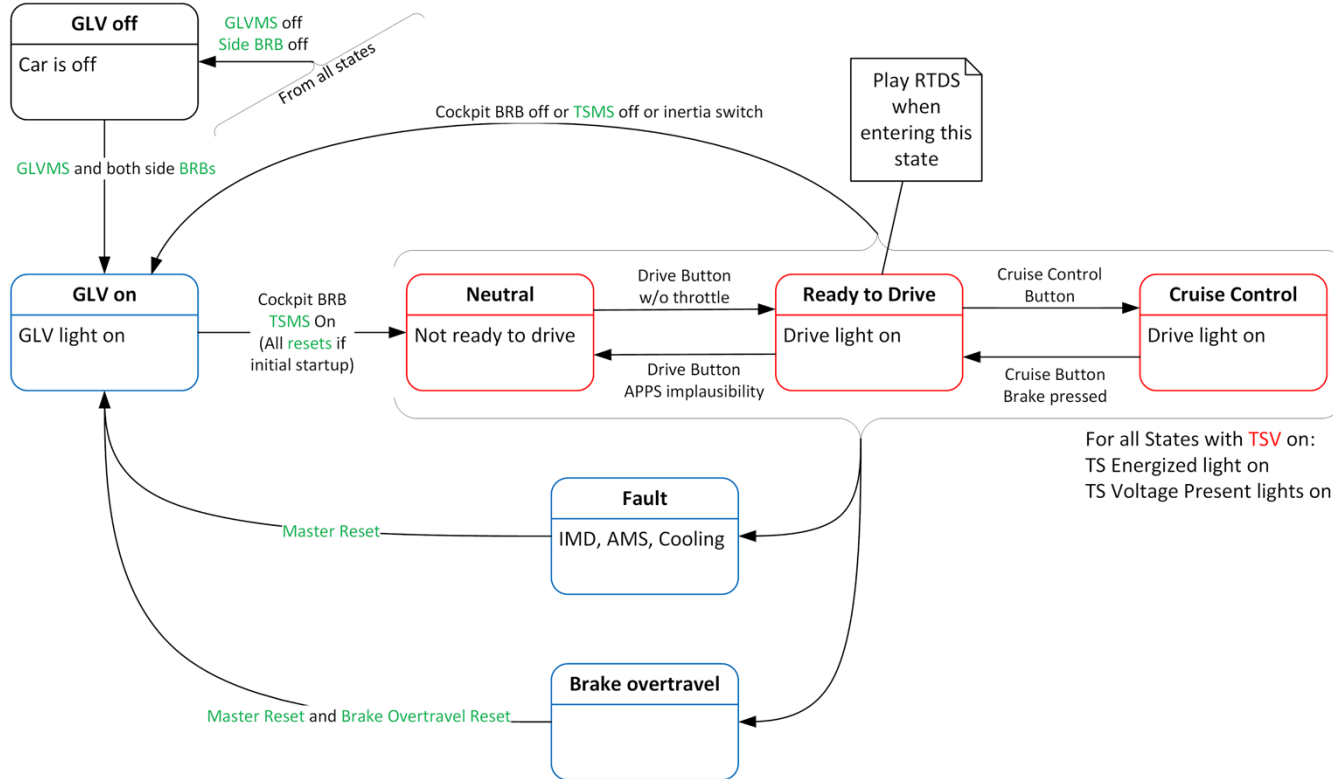 GLV off
Car is off
GLVMS off
Side BRB off
From all states
GLVMS and both side BRBs
Cockpit BRB off or TSMS off or inertia switch
Play RTDS
when
entering this
state
GLV on
GLV light on
Cockpit BRB
TSMS On
(All resets if
initial startup)
Neutral
Not ready to drive
Drive Button
w/o throttle
Drive Button
APPS implausibility
Ready to Drive
Drive light on
Cruise Control
Button
Cruise Button
Brake pressed
Cruise Control
Drive light on
For all States with TSV on:
TS Energized light on
TS Voltage Present lights on
Fault
IMD, AMS, Cooling
Master Reset
Brake overtravel
Master Reset and Brake Overtravel Reset